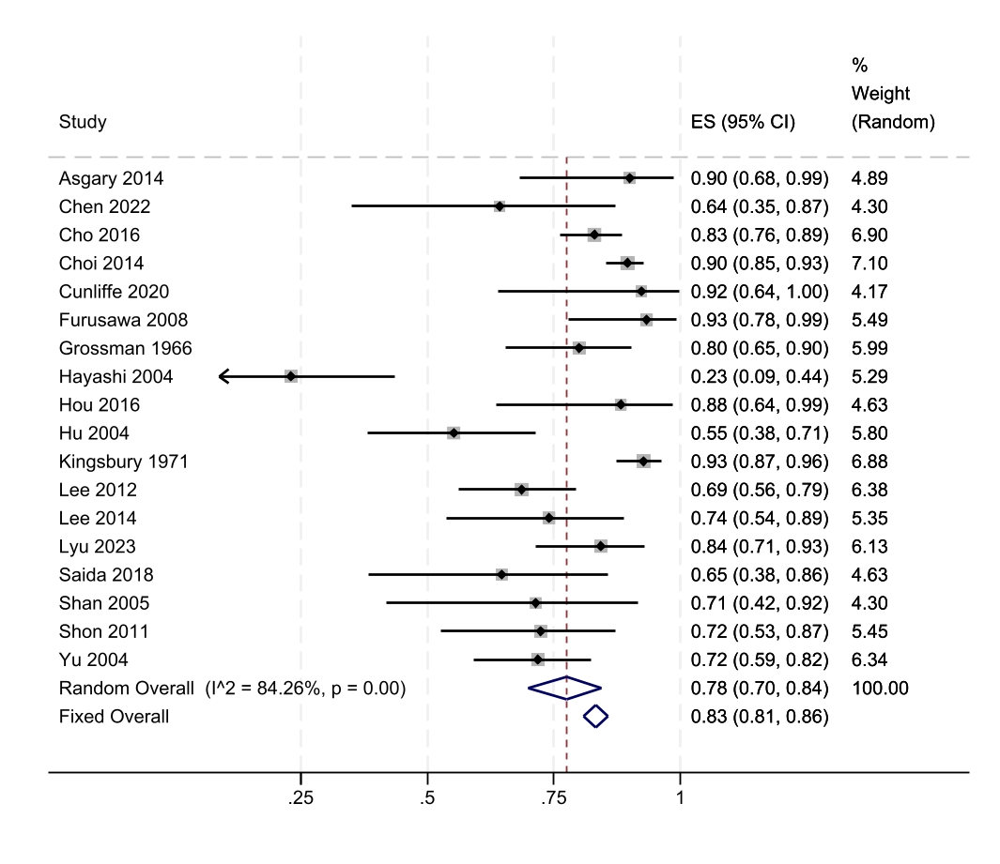 %
Weight
Study ES (95% CI) (Random)
Asgary 2014 0.90 (0.68, 0.99) 4.89
Chen 2022 0.64 (0.35, 0.87) 4.30
Cho 2016 0.83 (0.76, 0.89) 6.90
Choi 2014 0.90 (0.85, 0.93) 7.10
Cunliffe 2020 0.92 (0.64, 1.00) 4.17
Furusawa 2008 0.93 (0.78, 0.99) 5.49
Grossman 1966 0.80 (0.65, 0.90) 5.99
Hayashi 2004 0.23 (0.09, 0.44) 5.29
Hou 2016 0.88 (0.64, 0.99) 4.63
Hu 2004 0.55 (0.38, 0.71) 5.80
Kingsbury 1971 0.93 (0.87, 0.96) 6.88
Lee 2012 0.69 (0.56, 0.79) 6.38
Lee 2014 0.74 (0.54, 0.89) 5.35
Lyu 2023 0.84 (0.71, 0.93) 6.13
Saida 2018 0.65 (0.38, 0.86) 4.63
Shan 2005 0.71 (0.42, 0.92) 4.30
Shon 2011 0.72 (0.53, 0.87) 5.45
Yu 2004 0.72 (0.59, 0.82) 6.34
Random Overall (I^2 = 84.26%, p = 0.00) 0.78 (0.70, 0.84) 100.00
Fixed Overall 0.83 (0.81, 0.86)
.25 .5 .75 1